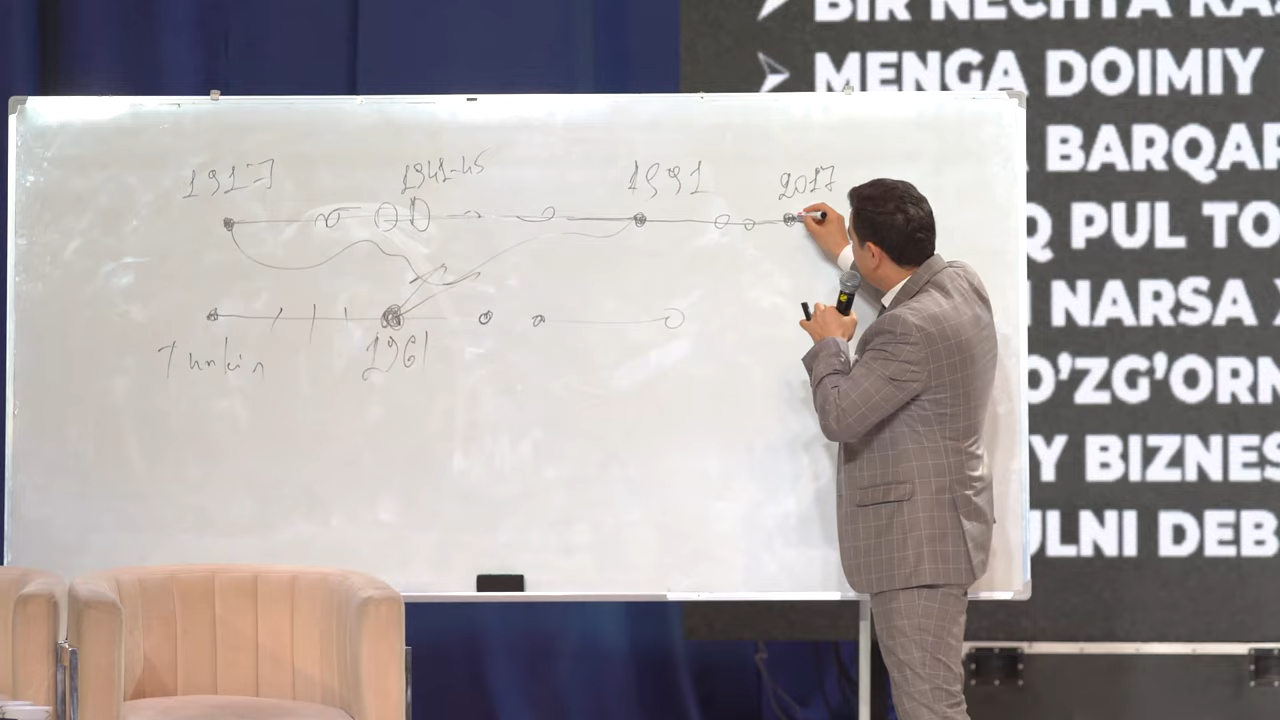 BIR NECHTA
MENGA DOIMIY
BARQAR
Q PUL TO
NARSA
O'ZG'ORN
Y BIZNES
ULNI DEB
1917 1941-45 1991 2017
1961